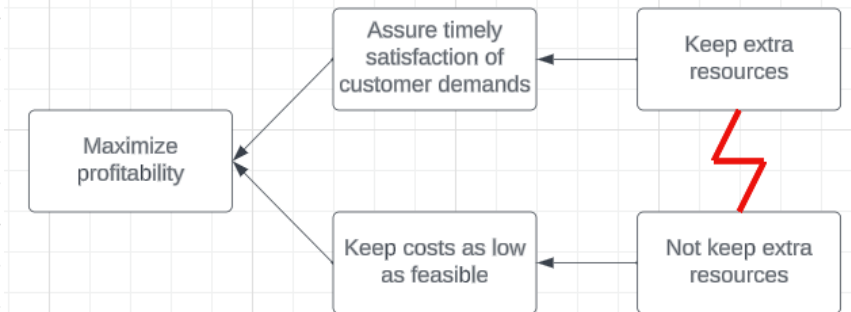 Assure timely
satisfaction of
customer demands
Keep extra
resources
Maximize
profitability
Keep costs as low
as feasible
Not keep extra
resources